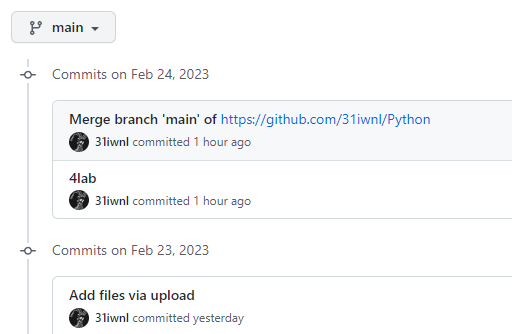 main
Commits on Feb 24, 2023
Merge branch 'main' of https://github.com/31iwnl/Python
31iwnl committed 1 hour ago
4lab
31iwnl committed 1 hour ago
Commits on Feb 23, 2023
Add files via upload
31iwnl committed yesterday